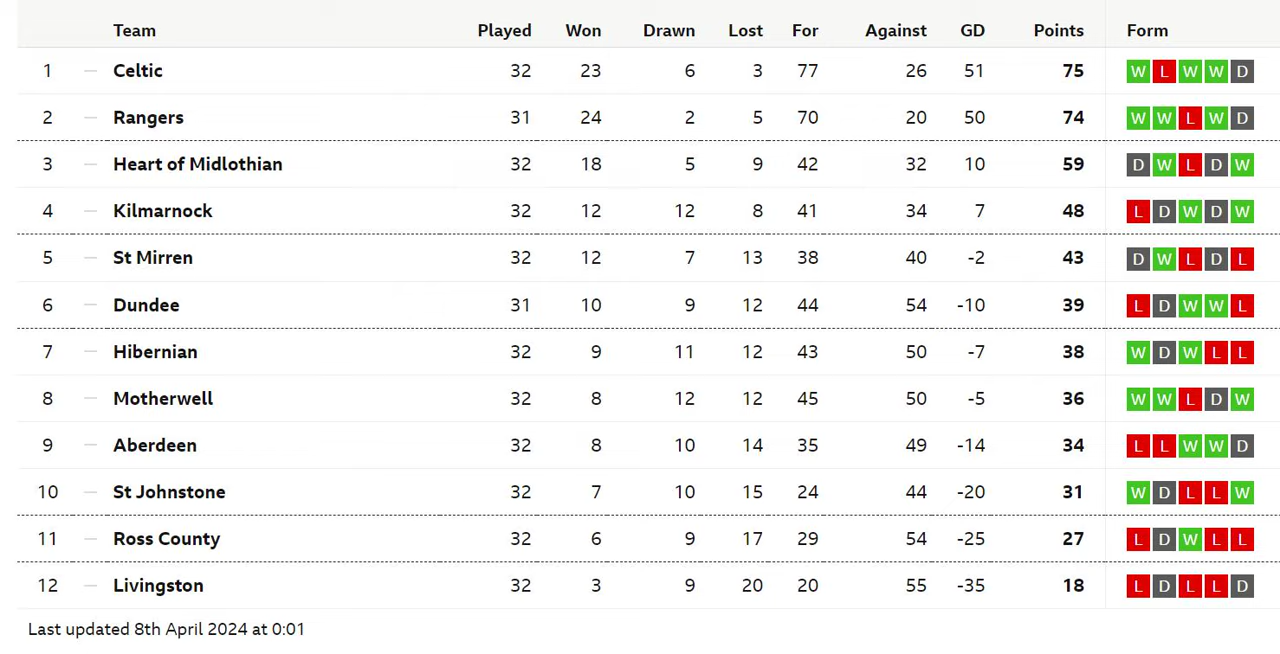 Team Played Won Drawn Lost For Against GD Points Form
1 Celtic 32 23 6 3 77 26 51 75 W L W W D
2 Rangers 31 24 2 5 70 20 50 74 W W L W D
3 Heart of Midlothian 32 18 5 9 42 32 10 59 D W L D W
4 Kilmarnock 32 12 12 8 41 34 7 48 L D W D W
5 St Mirren 32 12 7 13 38 40 -2 43 D W L D L
6 Dundee 31 10 9 12 44 54 -10 39 L D W W L
7 Hibernian 32 9 11 12 43 50 -7 38 W D W L L
8 Motherwell 32 8 12 12 45 50 -5 36 W W L D W
9 Aberdeen 32 8 10 14 35 49 -14 34 L L W W D
10 St Johnstone 32 7 10 15 24 44 -20 31 W D L L W
11 Ross County 32 6 9 17 29 54 -25 27 L D W L L
12 Livingston 32 3 9 20 20 55 -35 18 L D L L D
Last updated 8th April 2024 at 0:01